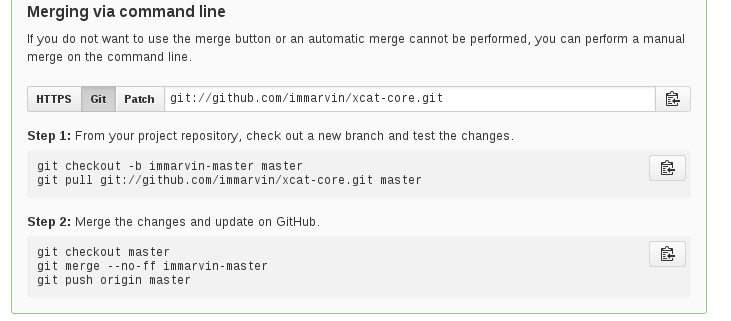 Merging via command line
If you do not want to use the merge button or an automatic merge cannot be performed, you can perform a manual
merge on the command line.
HTTPS Git Patch git://github.com/immarvin/xcat-core.git
Step 1: From your project repository, check out a new branch and test the changes.
git checkout -b immarvin-master master
git pull git://github.com/immarvin/xcat-core.git master
Step 2: Merge the changes and update on GitHub.
git checkout master
git merge --no-ff immarvin-master
git push origin master